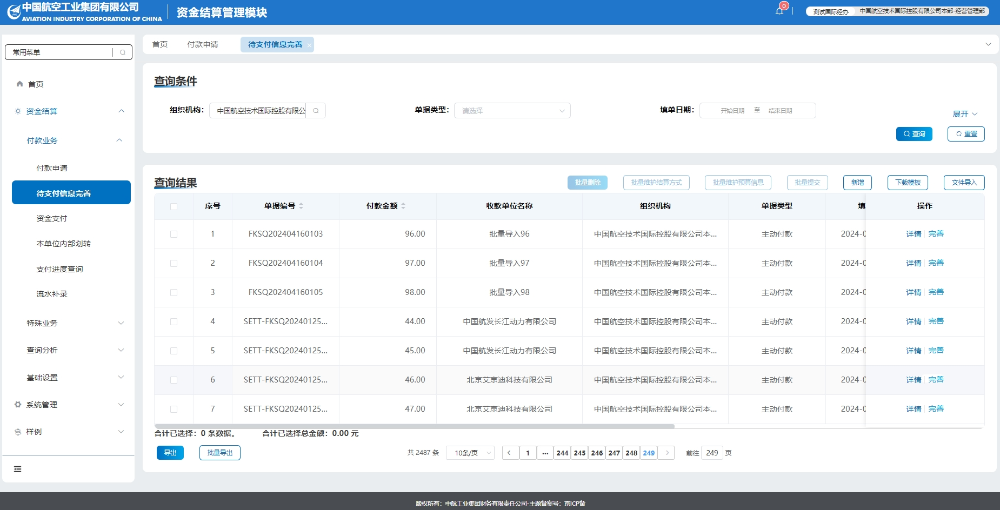 中国航空工业集团有限公司
AVIATION INDUSTRY CORPORATION OF CHINA
资金结算管理模块
0
测试国际经办
中国航空技术国际控股有限公司本部-经营管理部
常用菜单
首页
资金结算
付款业务
付款申请
待支付信息完善
资金支付
本单位内部划转
支付进度查询
流水补录
特殊业务
查询分析
基础设置
系统管理
样例
首页 付款申请 待支付信息完善
查询条件
组织机构： 中国航空技术国际控股有限公 单据类型： 请选择 填单日期： 开始日期 至 结束日期
展开
查询 重置
查询结果
批量删除 批量维护结算方式 批量维护预算信息 批量提交 新增 下载模板 文件导入
序号 单据编号 付款金额 收款单位名称 组织机构 单据类型 填 操作
1 FKSQ202404160103 96.00 批量导入96 中国航空技术国际控股有限公司本... 主动付款 2024-0 详情 完善
2 FKSQ202404160104 97.00 批量导入97 中国航空技术国际控股有限公司本... 主动付款 2024-0 详情 完善
3 FKSQ202404160105 98.00 批量导入98 中国航空技术国际控股有限公司本... 主动付款 2024-0 详情 完善
4 SETT-FKSQ20240125... 44.00 中国航发长江动力有限公司 中国航空技术国际控股有限公司本... 主动付款 2024-0 详情 完善
5 SETT-FKSQ20240125... 45.00 中国航发长江动力有限公司 中国航空技术国际控股有限公司本... 主动付款 2024-0 详情 完善
6 SETT-FKSQ20240125... 46.00 北京艾京迪科技有限公司 中国航空技术国际控股有限公司本... 主动付款 2024-0 详情 完善
7 SETT-FKSQ20240125... 47.00 北京艾京迪科技有限公司 中国航空技术国际控股有限公司本... 主动付款 2024-0 详情 完善
合计已选择：0 条数据。 合计已选择总金额：0.00 元
导出 批量导出 共 2487 条 10条/页 1 ... 244 245 246 247 248 249 前往 249 页
版权所有：中航工业集团财务有限责任公司-主题备案号：京ICP备